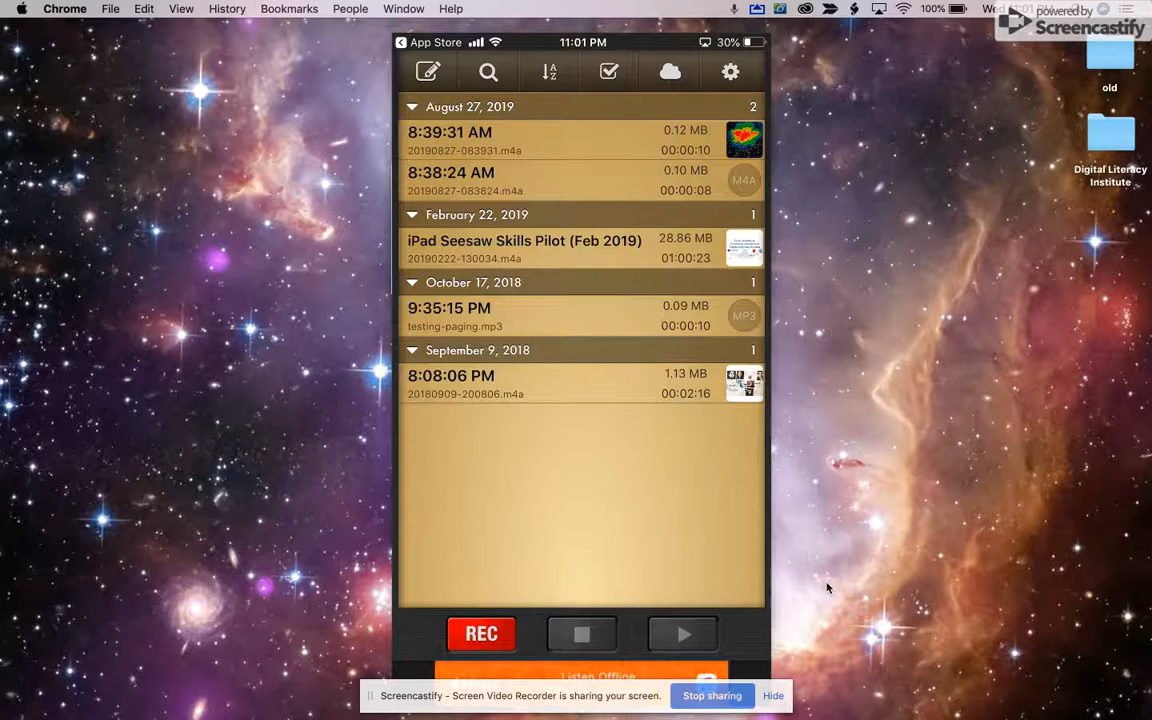 Chrome File Edit View History Bookmarks People Window Help 100% Wed 11:01 PM
powered by
Screencastify
App Store 11:01 PM 30%
old
Digital Literacy
Institute
August 27, 2019 2
8:39:31 AM 0.12 MB
20190827-083931.m4a 00:00:10
8:38:24 AM 0.10 MB
20190827-083824.m4a 00:00:08
M4A
February 22, 2019 1
iPad Seesaw Skills Pilot (Feb 2019) 28.86 MB
20190222-130034.m4a 01:00:23
October 17, 2018 1
9:35:15 PM 0.09 MB
testing-paging.mp3 00:00:10
MP3
September 9, 2018 1
8:08:06 PM 1.13 MB
20180909-200806.m4a 00:02:16
REC
Listen Offline
Screencastify - Screen Video Recorder is sharing your screen. Stop sharing Hide